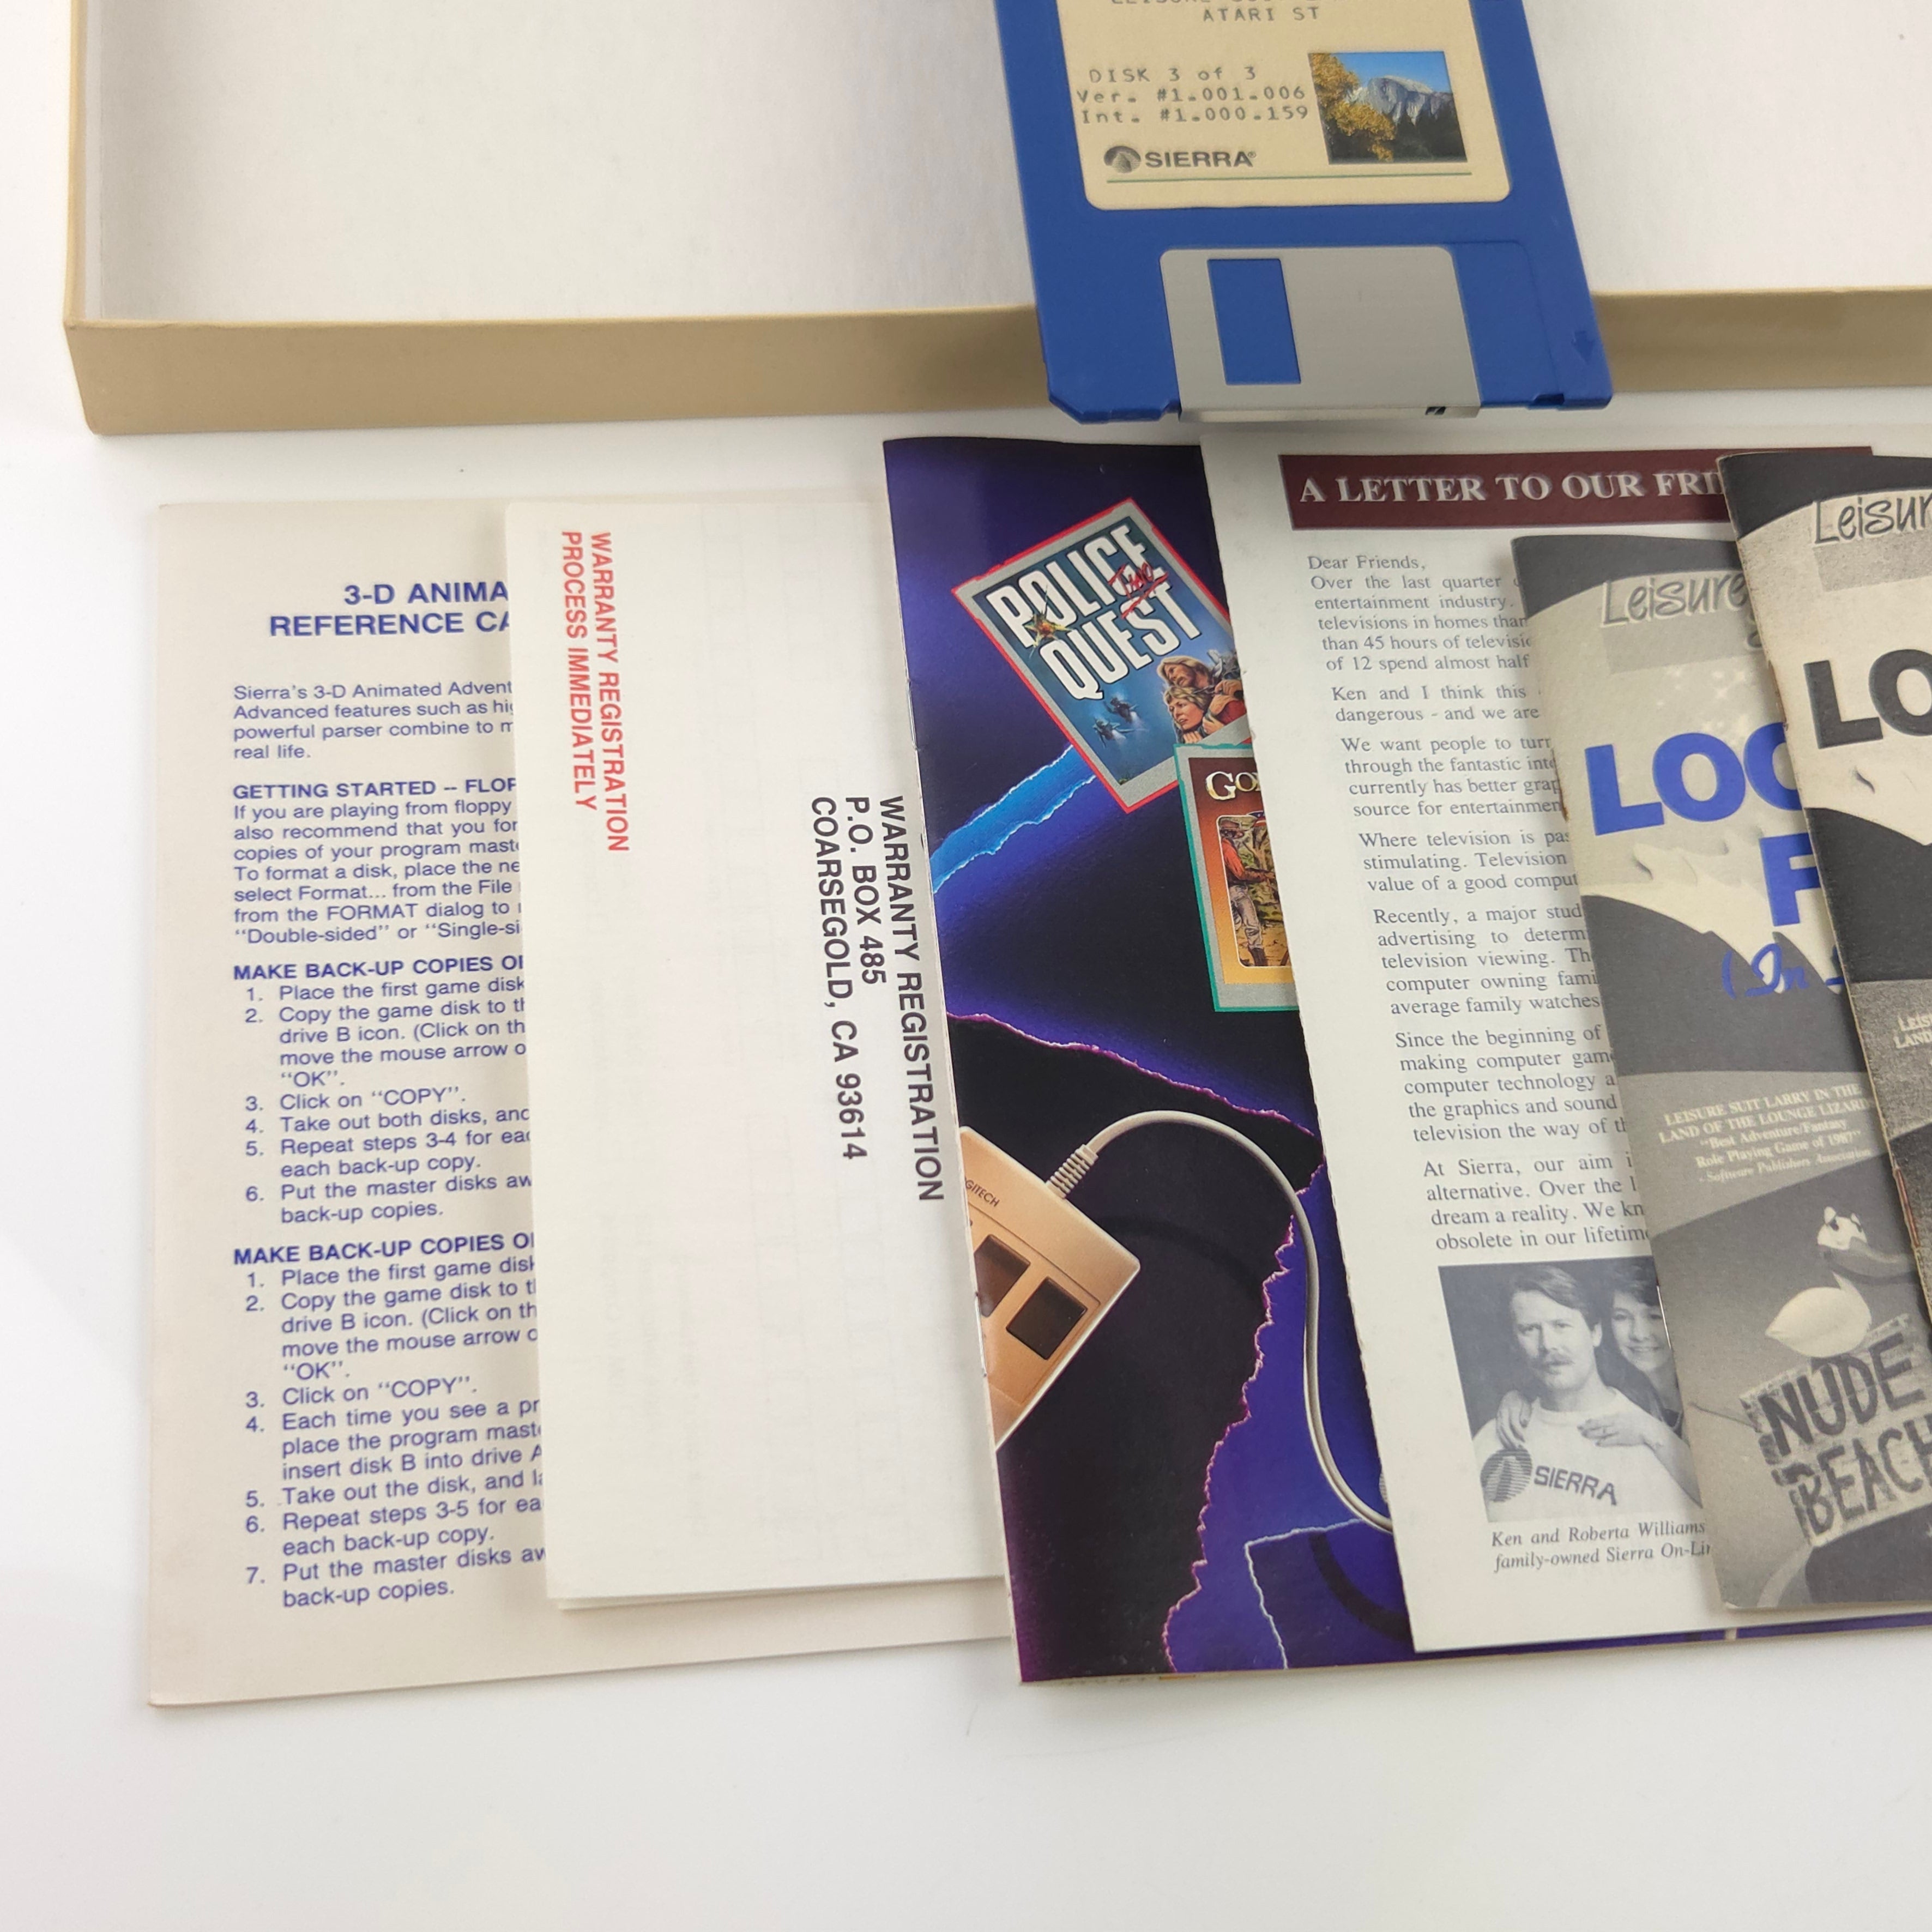 ATARI ST
DISK 3 of 3
Ver. #1.001.006
Int. #1.000.159
SIERRA
3-D ANIMA
REFERENCE CA
Sierra's 3-D Animated Advent
Advanced features such as hig
powerful parser combine to m
real life.
GETTING STARTED -- FLOP
If you are playing from floppy
also recommend that you for
copies of your program maste
To format a disk, place the ne
select Format... from the File
from the FORMAT dialog to
"Double-sided" or "Single-si
MAKE BACK-UP COPIES O
1. Place the first game disk
2. Copy the game disk to th
drive B icon. (Click on th
move the mouse arrow o
"OK".
3. Click on "COPY".
4. Take out both disks, and
5. Repeat steps 3-4 for eac
each back-up copy.
6. Put the master disks aw
back-up copies.
MAKE BACK-UP COPIES O
1. Place the first game disk
2. Copy the game disk to t
drive B icon. (Click on th
move the mouse arrow o
"OK".
3. Click on "COPY".
4. Each time you see a pr
place the program maste
insert disk B into drive A
5. Take out the disk, and la
6. Repeat steps 3-5 for ea
each back-up copy.
7. Put the master disks aw
back-up copies.
WARRANTY REGISTRATION
PROCESS IMMEDIATELY
WARRANTY REGISTRATION
P.O. BOX 485
COARSEGOLD, CA 93614
POLICE
QUEST
The
GO
GITECH
A LETTER TO OUR FRI
Dear Friends,
Over the last quarter
entertainment industry.
televisions in homes than
than 45 hours of televisio
of 12 spend almost half
Ken and I think this
dangerous - and we are
We want people to turn
through the fantastic inte
currently has better grap
source for entertainmen
Where television is pas
stimulating. Television
value of a good comput
Recently, a major stud
advertising to determ
television viewing. Th
computer owning fami
average family watches
Since the beginning of
making computer game
computer technology a
the graphics and sound
television the way of th
At Sierra, our aim i
alternative. Over the l
dream a reality. We kn
obsolete in our lifetime
SIERRA
Ken and Roberta Williams
family-owned Sierra On-Lin
Leisure
LOO
F
(In
LEISURE SUIT LARRY IN THE
LAND OF THE LOUNGE LIZARD
"Best Adventure/Fantasy
Role Playing Game of 1987"
- Software Publishers Association
NUDE
BEACH
Leisur
LO
LEIS
LAND